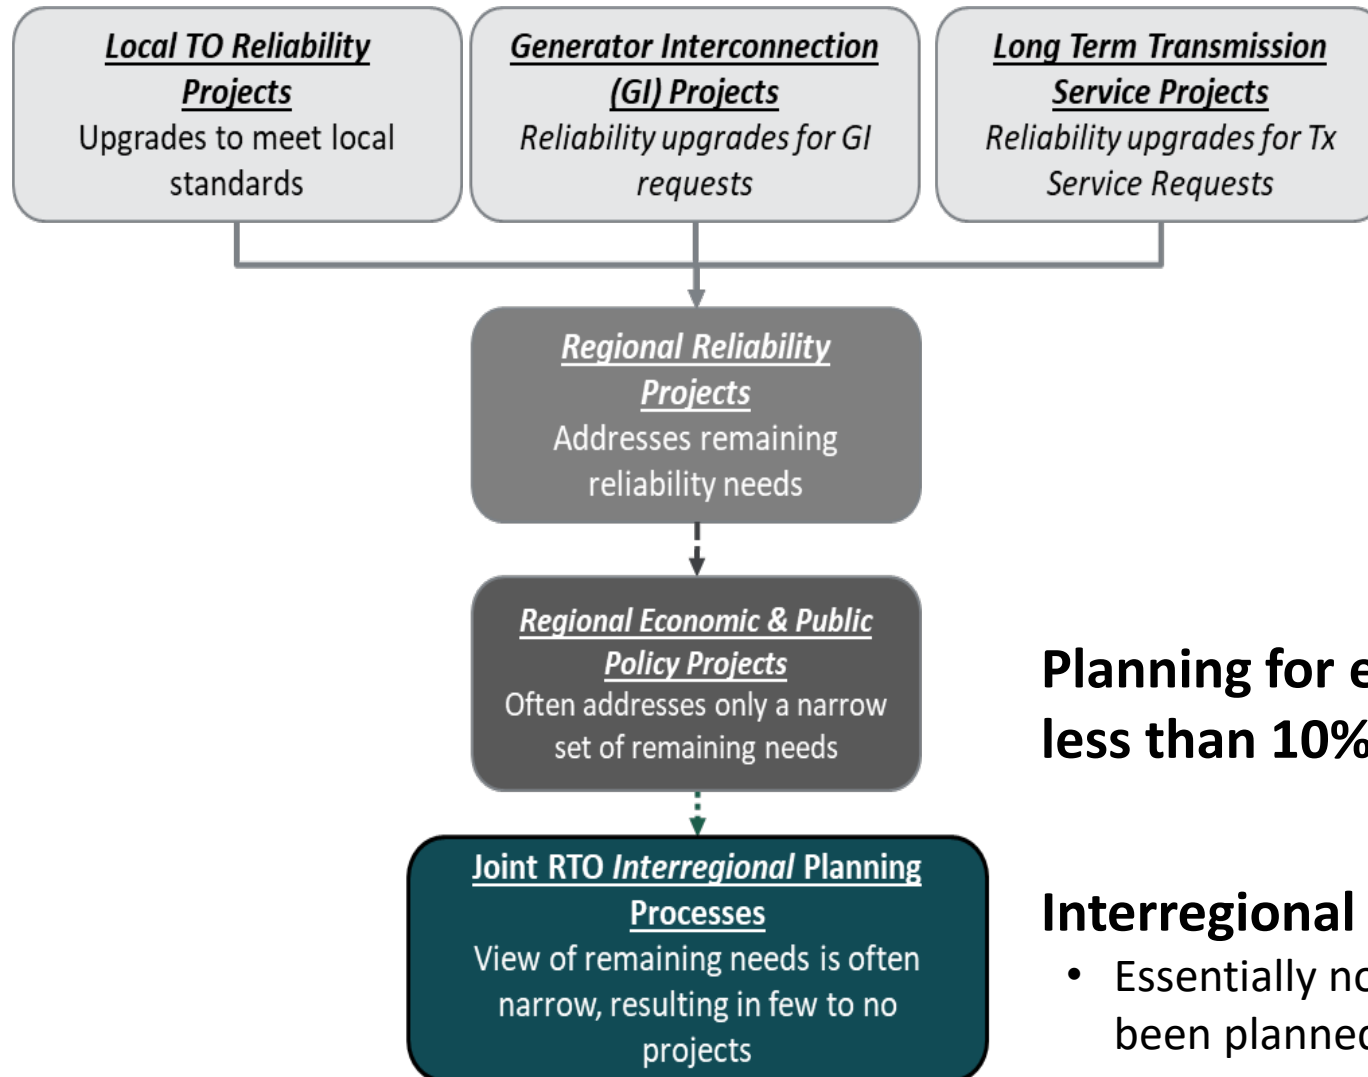 Local TO Reliability
Projects
Upgrades to meet local
standards
Generator Interconnection
(GI) Projects
Reliability upgrades for GI
requests
Long Term Transmission
Service Projects
Reliability upgrades for Tx
Service Requests
Regional Reliability
Projects
Addresses remaining
reliability needs
Regional Economic & Public
Policy Projects
Often addresses only a narrow
set of remaining needs
Joint RTO Interregional Planning
Processes
View of remaining needs is often
narrow, resulting in few to no
projects
Planning for
less than 10%
Interregional
• Essentially
been planned